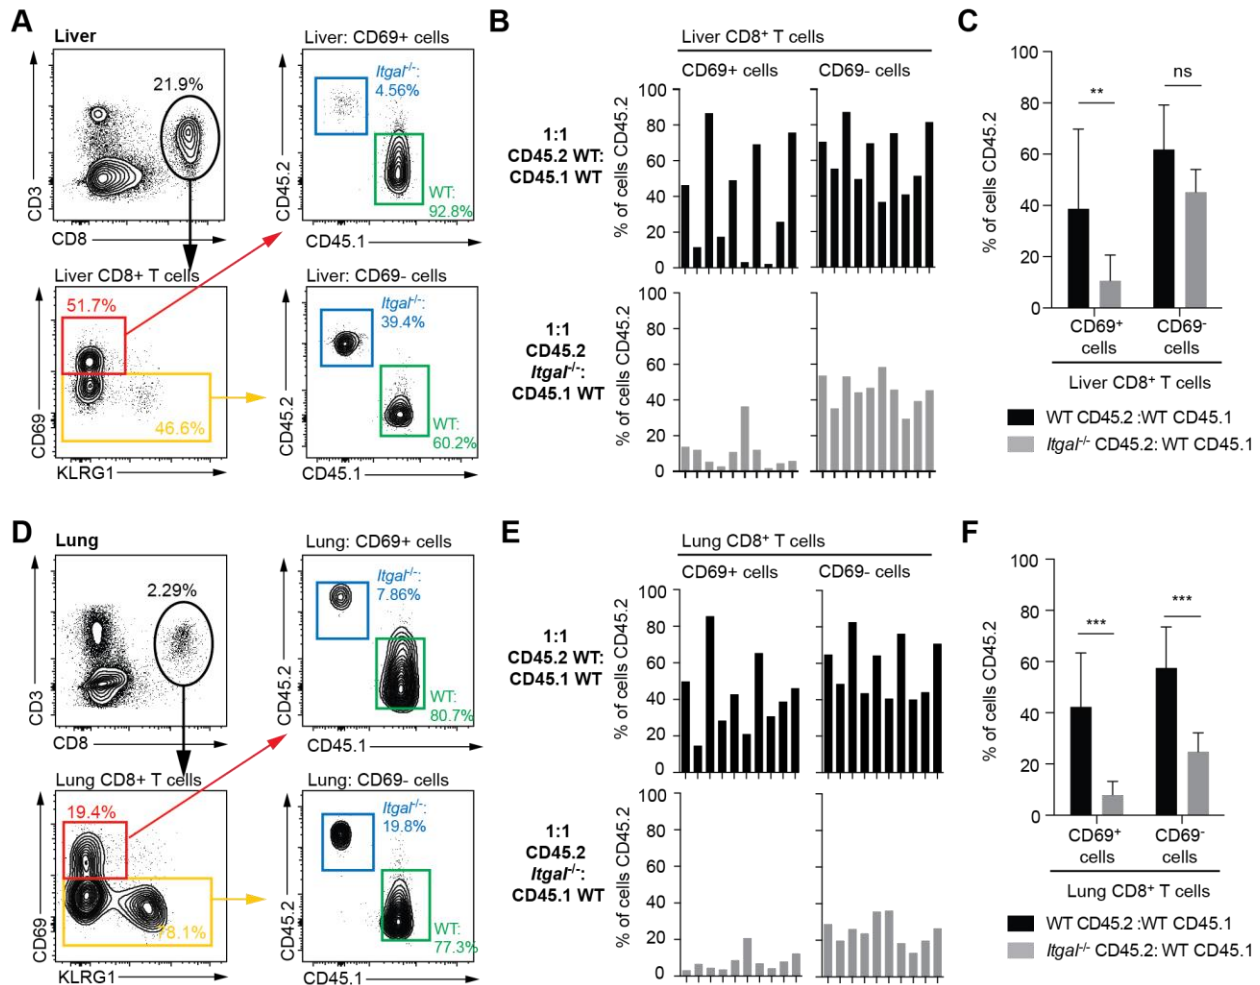 A
Liver
21.9%
CD3
CD8
Liver: CD69+ cells
Itgal-/-:
4.56%
CD45.2
WT:
92.8%
CD45.1
Liver CD8+ T cells
51.7%
46.6%
CD69
KLRG1
Liver: CD69- cells
Itgal-/-:
39.4%
CD45.2
WT:
60.2%
CD45.1
B
Liver CD8+ T cells
CD69+ cells
CD69- cells
1:1
CD45.2 WT:
CD45.1 WT
% of cells CD45.2
100
80
60
40
20
0
1:1
CD45.2
Itgal-/-:
CD45.1 WT
% of cells CD45.2
100
80
60
40
20
0
C
% of cells CD45.2
100
80
60
40
20
0
**
ns
CD69+
cells
CD69-
cells
Liver CD8+ T cells
WT CD45.2 :WT CD45.1
Itgal-/- CD45.2: WT CD45.1
D
Lung
2.29%
CD3
CD8
Lung: CD69+ cells
Itgal-/-:
7.86%
CD45.2
WT:
80.7%
CD45.1
Lung CD8+ T cells
19.4%
78.1%
CD69
KLRG1
Lung: CD69- cells
Itgal-/-:
19.8%
CD45.2
WT:
77.3%
CD45.1
E
Lung CD8+ T cells
CD69+ cells
CD69- cells
1:1
CD45.2 WT:
CD45.1 WT
% of cells CD45.2
100
80
60
40
20
0
1:1
CD45.2
Itgal-/-:
CD45.1 WT
% of cells CD45.2
100
80
60
40
20
0
F
% of cells CD45.2
100
80
60
40
20
0
***
***
CD69+
cells
CD69-
cells
Lung CD8+ T cells
WT CD45.2 :WT CD45.1
Itgal-/- CD45.2: WT CD45.1